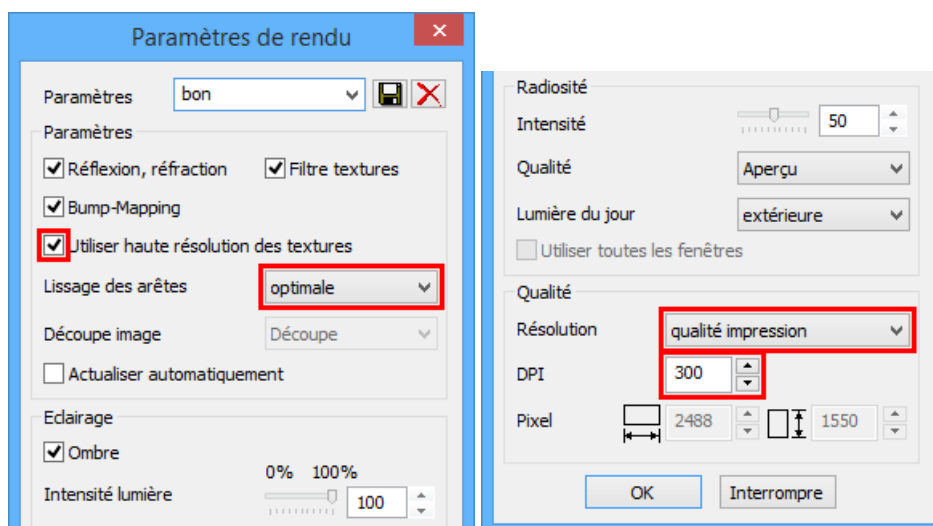 Paramètres de rendu
Paramètres bon
Paramètres
Réflexion, réfraction Filtre textures
Bump-Mapping
Utiliser haute résolution des textures
Lissage des arêtes optimale
Découpe image Découpe
Actualiser automatiquement
Eclairage
Ombre
0% 100%
Intensité lumière 100
Radiosité
Intensité 50
Qualité Aperçu
Lumière du jour extérieure
Utiliser toutes les fenêtres
Qualité
Résolution qualité impression
DPI 300
Pixel 2488 1550
OK Interrompre